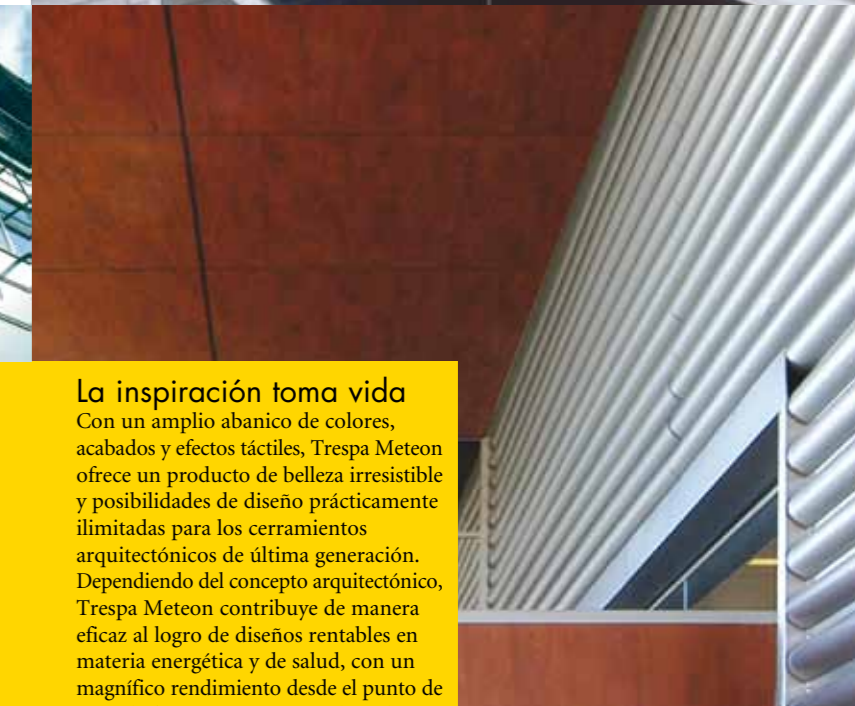 La inspiración toma vida
Con un amplio abanico de colores,
acabados y efectos táctiles, Trespa Meteon
ofrece un producto de belleza irresistible
y posibilidades de diseño prácticamente
ilimitadas para los cerramientos
arquitectónicos de última generación.
Dependiendo del concepto arquitectónico,
Trespa Meteon contribuye de manera
eficaz al logro de diseños rentables en
materia energética y de salud, con un
magnífico rendimiento desde el punto de